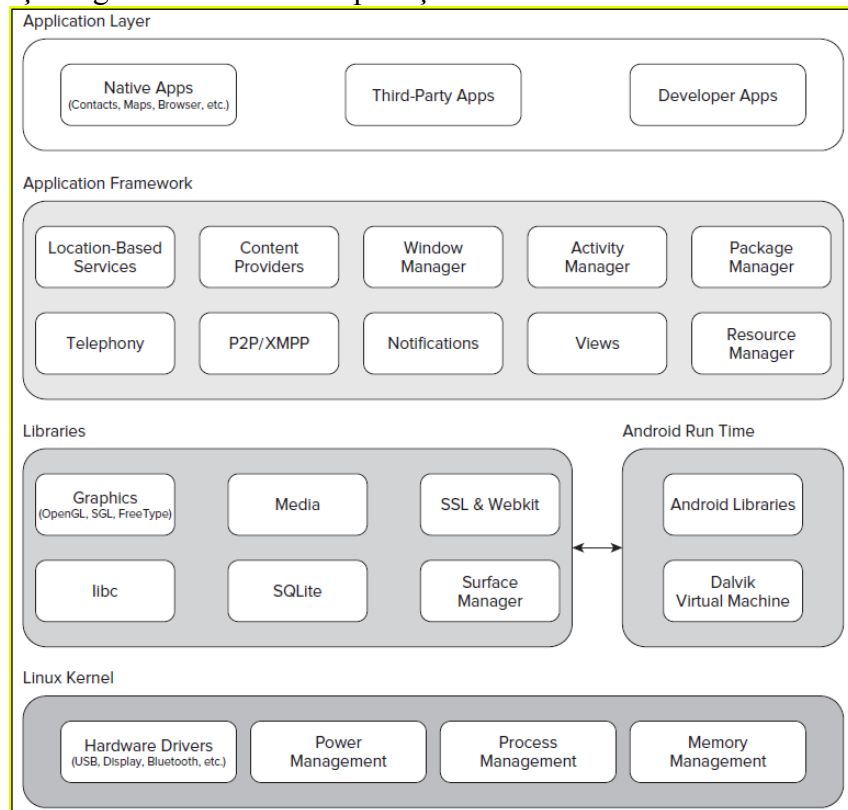 Application Layer
Native Apps
(Contacts, Maps, Browser, etc.)
Third-Party Apps
Developer Apps
Application Framework
Location-Based
Services
Content
Providers
Window
Manager
Activity
Manager
Package
Manager
Telephony
P2P/XMPP
Notifications
Views
Resource
Manager
Libraries
Graphics
(OpenGL, SGL, FreeType)
Media
SSL & Webkit
libc
SQLite
Surface
Manager
Android Run Time
Android Libraries
Dalvik
Virtual Machine
Linux Kernel
Hardware Drivers
(USB, Display, Bluetooth, etc.)
Power
Management
Process
Management
Memory
Management